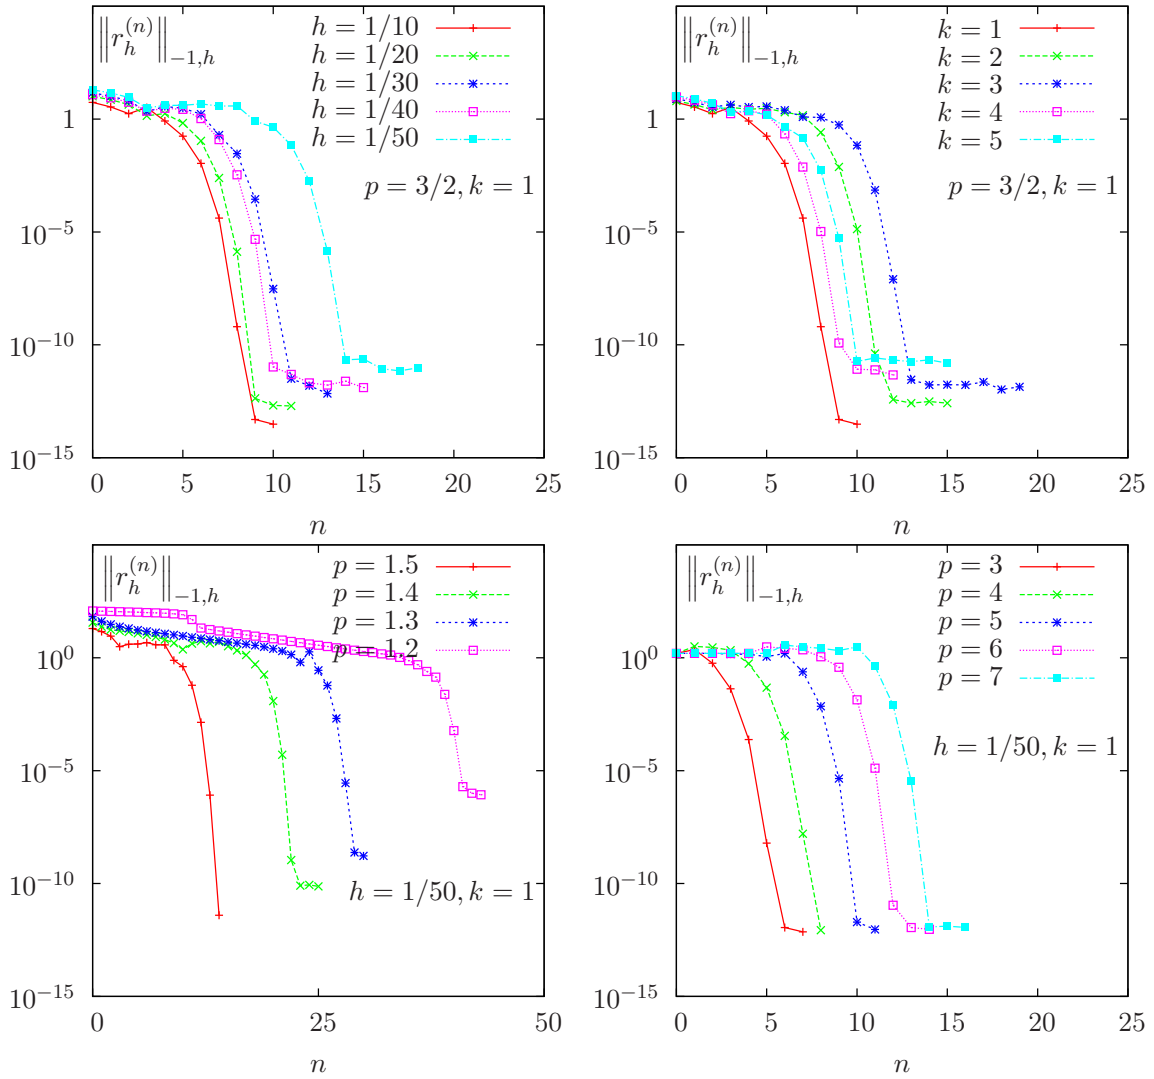 ‖r_h^{(n)}‖_{−1,h}
h = 1/10
h = 1/20
h = 1/30
h = 1/40
h = 1/50
p = 3/2, k = 1
1
10^{−5}
10^{−10}
10^{−15}
0 5 10 15 20 25
n
‖r_h^{(n)}‖_{−1,h}
k = 1
k = 2
k = 3
k = 4
k = 5
p = 3/2, k = 1
1
10^{−5}
10^{−10}
10^{−15}
0 5 10 15 20 25
n
‖r_h^{(n)}‖_{−1,h}
p = 1.5
p = 1.4
p = 1.3
p = 1.2
h = 1/50, k = 1
10^{0}
10^{−5}
10^{−10}
10^{−15}
0 25 50
n
‖r_h^{(n)}‖_{−1,h}
p = 3
p = 4
p = 5
p = 6
p = 7
h = 1/50, k = 1
10^{0}
10^{−5}
10^{−10}
10^{−15}
0 5 10 15 20 25
n